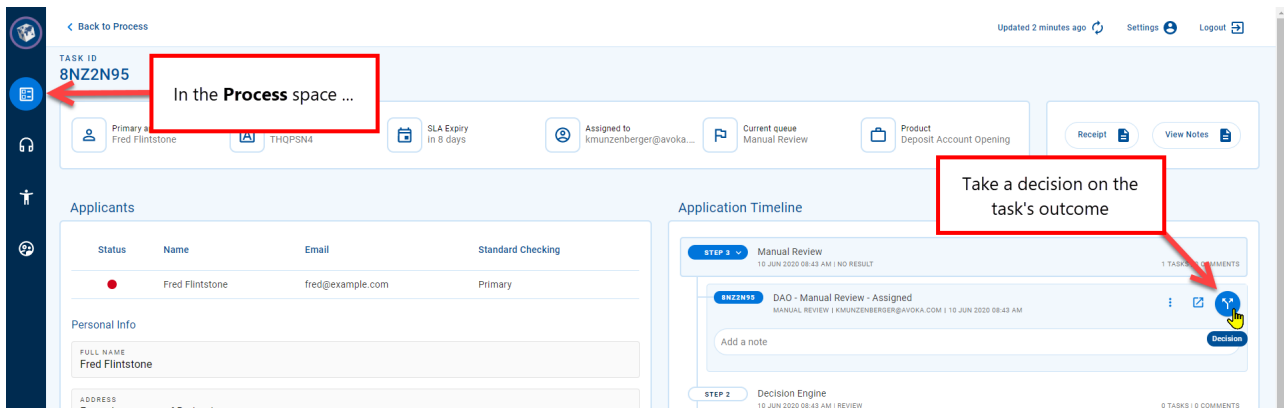 Back to Process
Updated 2 minutes ago
Settings
Logout
TASK ID
8NZ2N95
In the Process space ...
Primary
Fred Flintstone
THQPSN4
SLA Expiry
In 8 days
Assigned to
kmunzenberger@avoka...
Current queue
Manual Review
Product
Deposit Account Opening
Receipt
View Notes
Take a decision on the
task's outcome
Applicants
Status Name Email Standard Checking
Fred Flintstone fred@example.com Primary
Personal Info
FULL NAME
Fred Flintstone
ADDRESS
Application Timeline
STEP 3
Manual Review
10 JUN 2020 08:43 AM | NO RESULT
1 TASKS | 0 COMMENTS
8NZ2N95
DAO - Manual Review - Assigned
MANUAL REVIEW | KMUNZENBERGER@AVOKA.COM | 10 JUN 2020 08:43 AM
Add a note
Decision
STEP 2
Decision Engine
10 JUN 2020 08:43 AM | REVIEW
0 TASKS | 0 COMMENTS